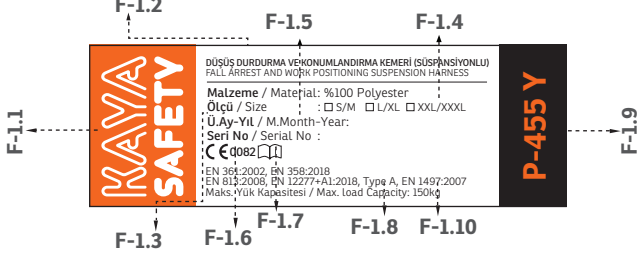 F-1.2
F-1.5
F-1.4
F-1.1
KAYA
SAFETY
DÜŞÜŞ DURDURMA VE KONUMLANDIRMA KEMERİ (SÜSPANSİYONLU)
FALL ARREST AND WORK POSITIONING SUSPENSION HARNESS
Malzeme / Material: %100 Polyester
Ölçü / Size : ☐ S/M ☐ L/XL ☐ XXL/XXXL
Ü.Ay-Yıl / M.Month-Year:
Seri No / Serial No :
CE 0082
EN 361:2002, EN 358:2018
EN 813:2008, EN 12277+A1:2018, Type A, EN 1497:2007
Maks. Yük Kapasitesi / Max. load Capacity: 150kg
P-455 Y
F-1.9
F-1.3
F-1.6
F-1.7
F-1.8
F-1.10